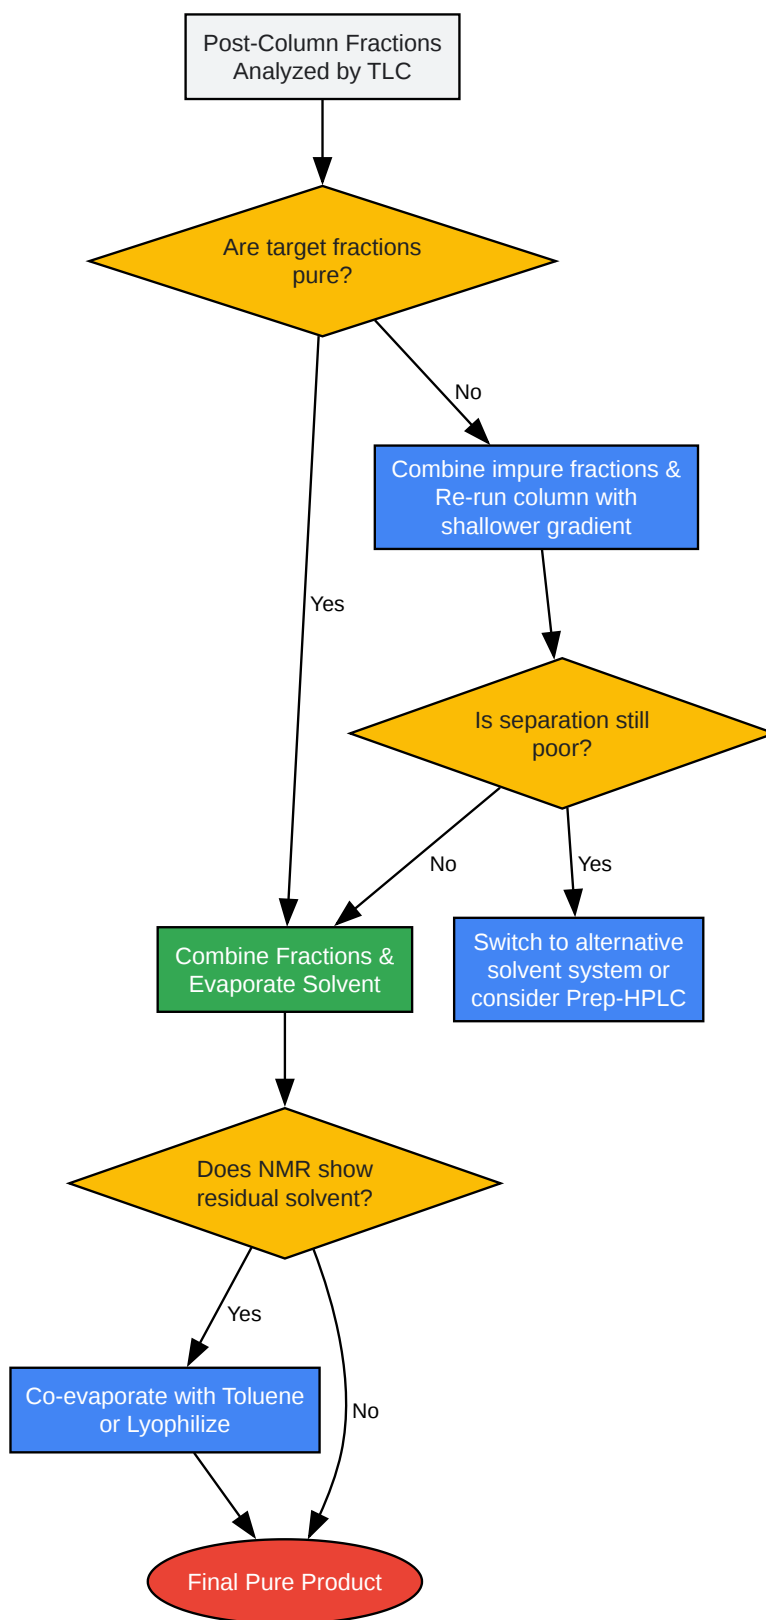 Post-Column Fractions
Analyzed by TLC
Are target fractions
pure?
No
Combine impure fractions &
Re-run column with
shallower gradient
Yes
Is separation still
poor?
No
Yes
Combine Fractions &
Evaporate Solvent
Switch to alternative
solvent system or
consider Prep-HPLC
Does NMR show
residual solvent?
Yes
Co-evaporate with Toluene
or Lyophilize
No
Final Pure Product